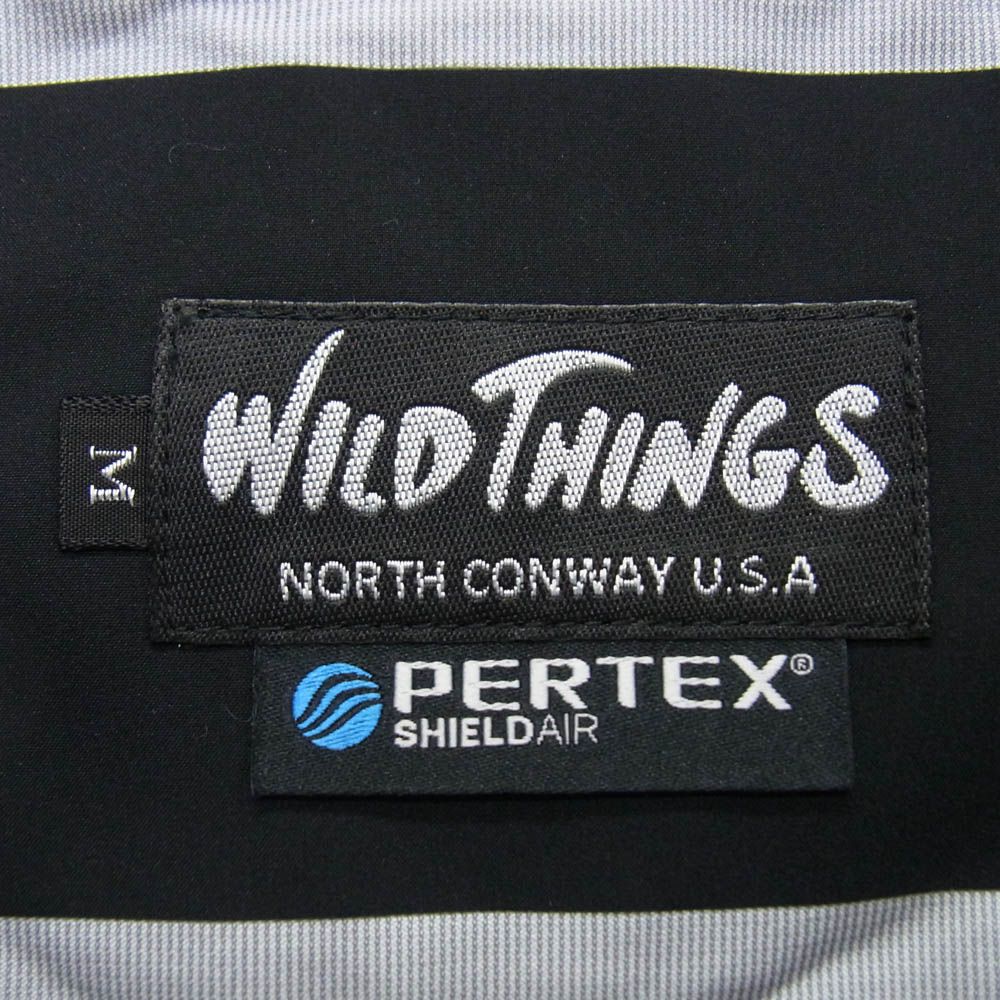 WILD THINGS
NORTH CONWAY U.S.A
M
PERTEX®
SHIELDAIR